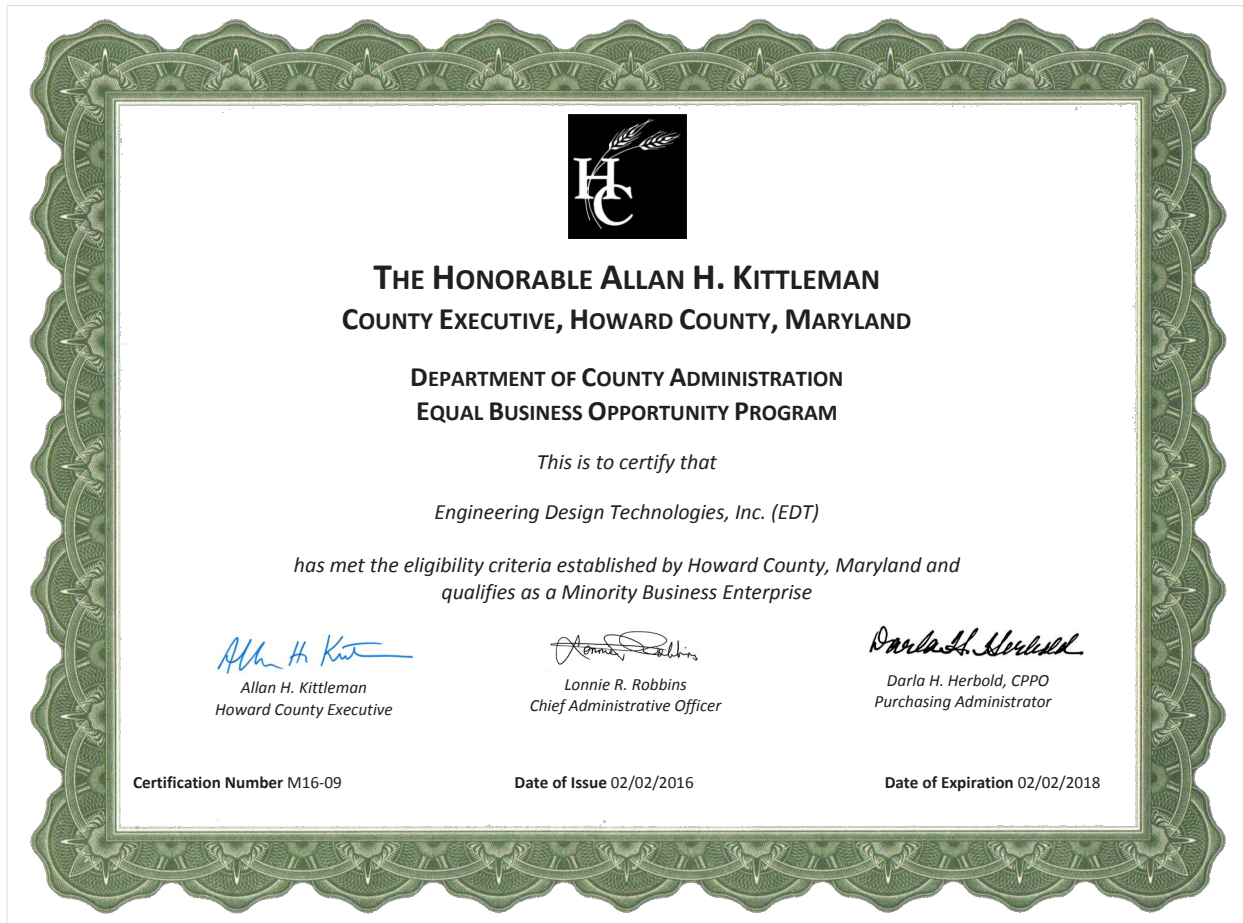 HC
THE HONORABLE ALLAN H. KITTLEMAN
COUNTY EXECUTIVE, HOWARD COUNTY, MARYLAND
DEPARTMENT OF COUNTY ADMINISTRATION
EQUAL BUSINESS OPPORTUNITY PROGRAM
This is to certify that
Engineering Design Technologies, Inc. (EDT)
has met the eligibility criteria established by Howard County, Maryland and
qualifies as a Minority Business Enterprise
Allan H. Kittleman
Howard County Executive
Lonnie R. Robbins
Chief Administrative Officer
Darla H. Herbold
Darla H. Herbold, CPPO
Purchasing Administrator
Certification Number M16-09
Date of Issue 02/02/2016
Date of Expiration 02/02/2018